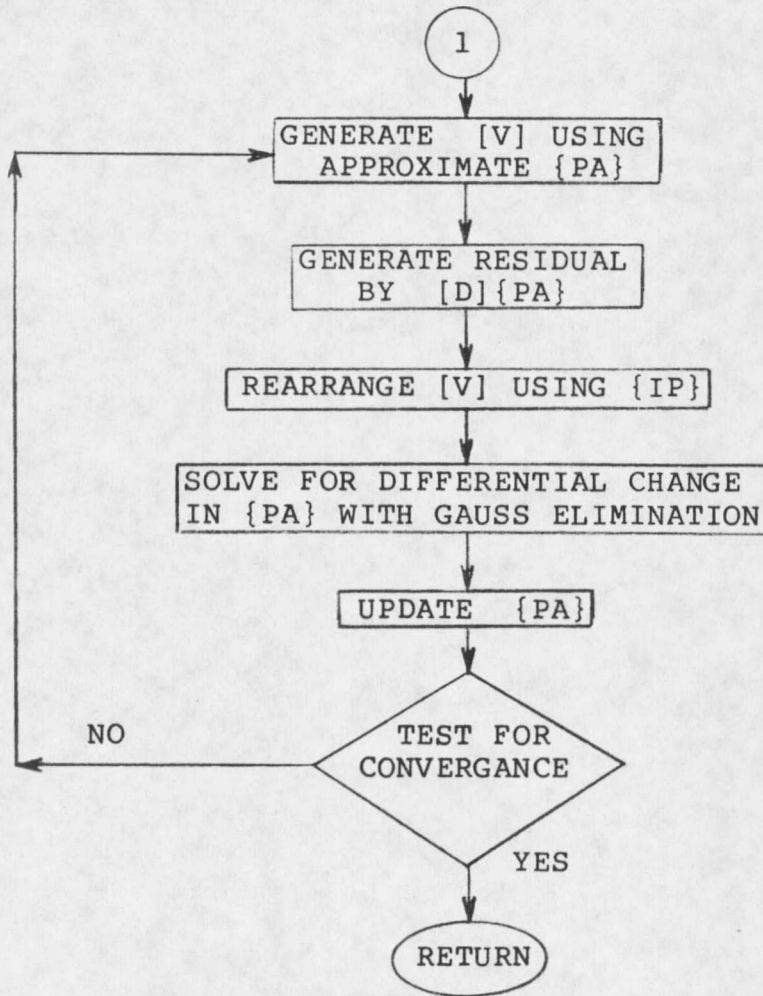 1
GENERATE [V] USING
APPROXIMATE {PA}
GENERATE RESIDUAL
BY [D]{PA}
REARRANGE [V] USING {IP}
SOLVE FOR DIFFERENTIAL CHANGE
IN {PA} WITH GAUSS ELIMINATION
UPDATE {PA}
TEST FOR
CONVERGANCE
NO
YES
RETURN